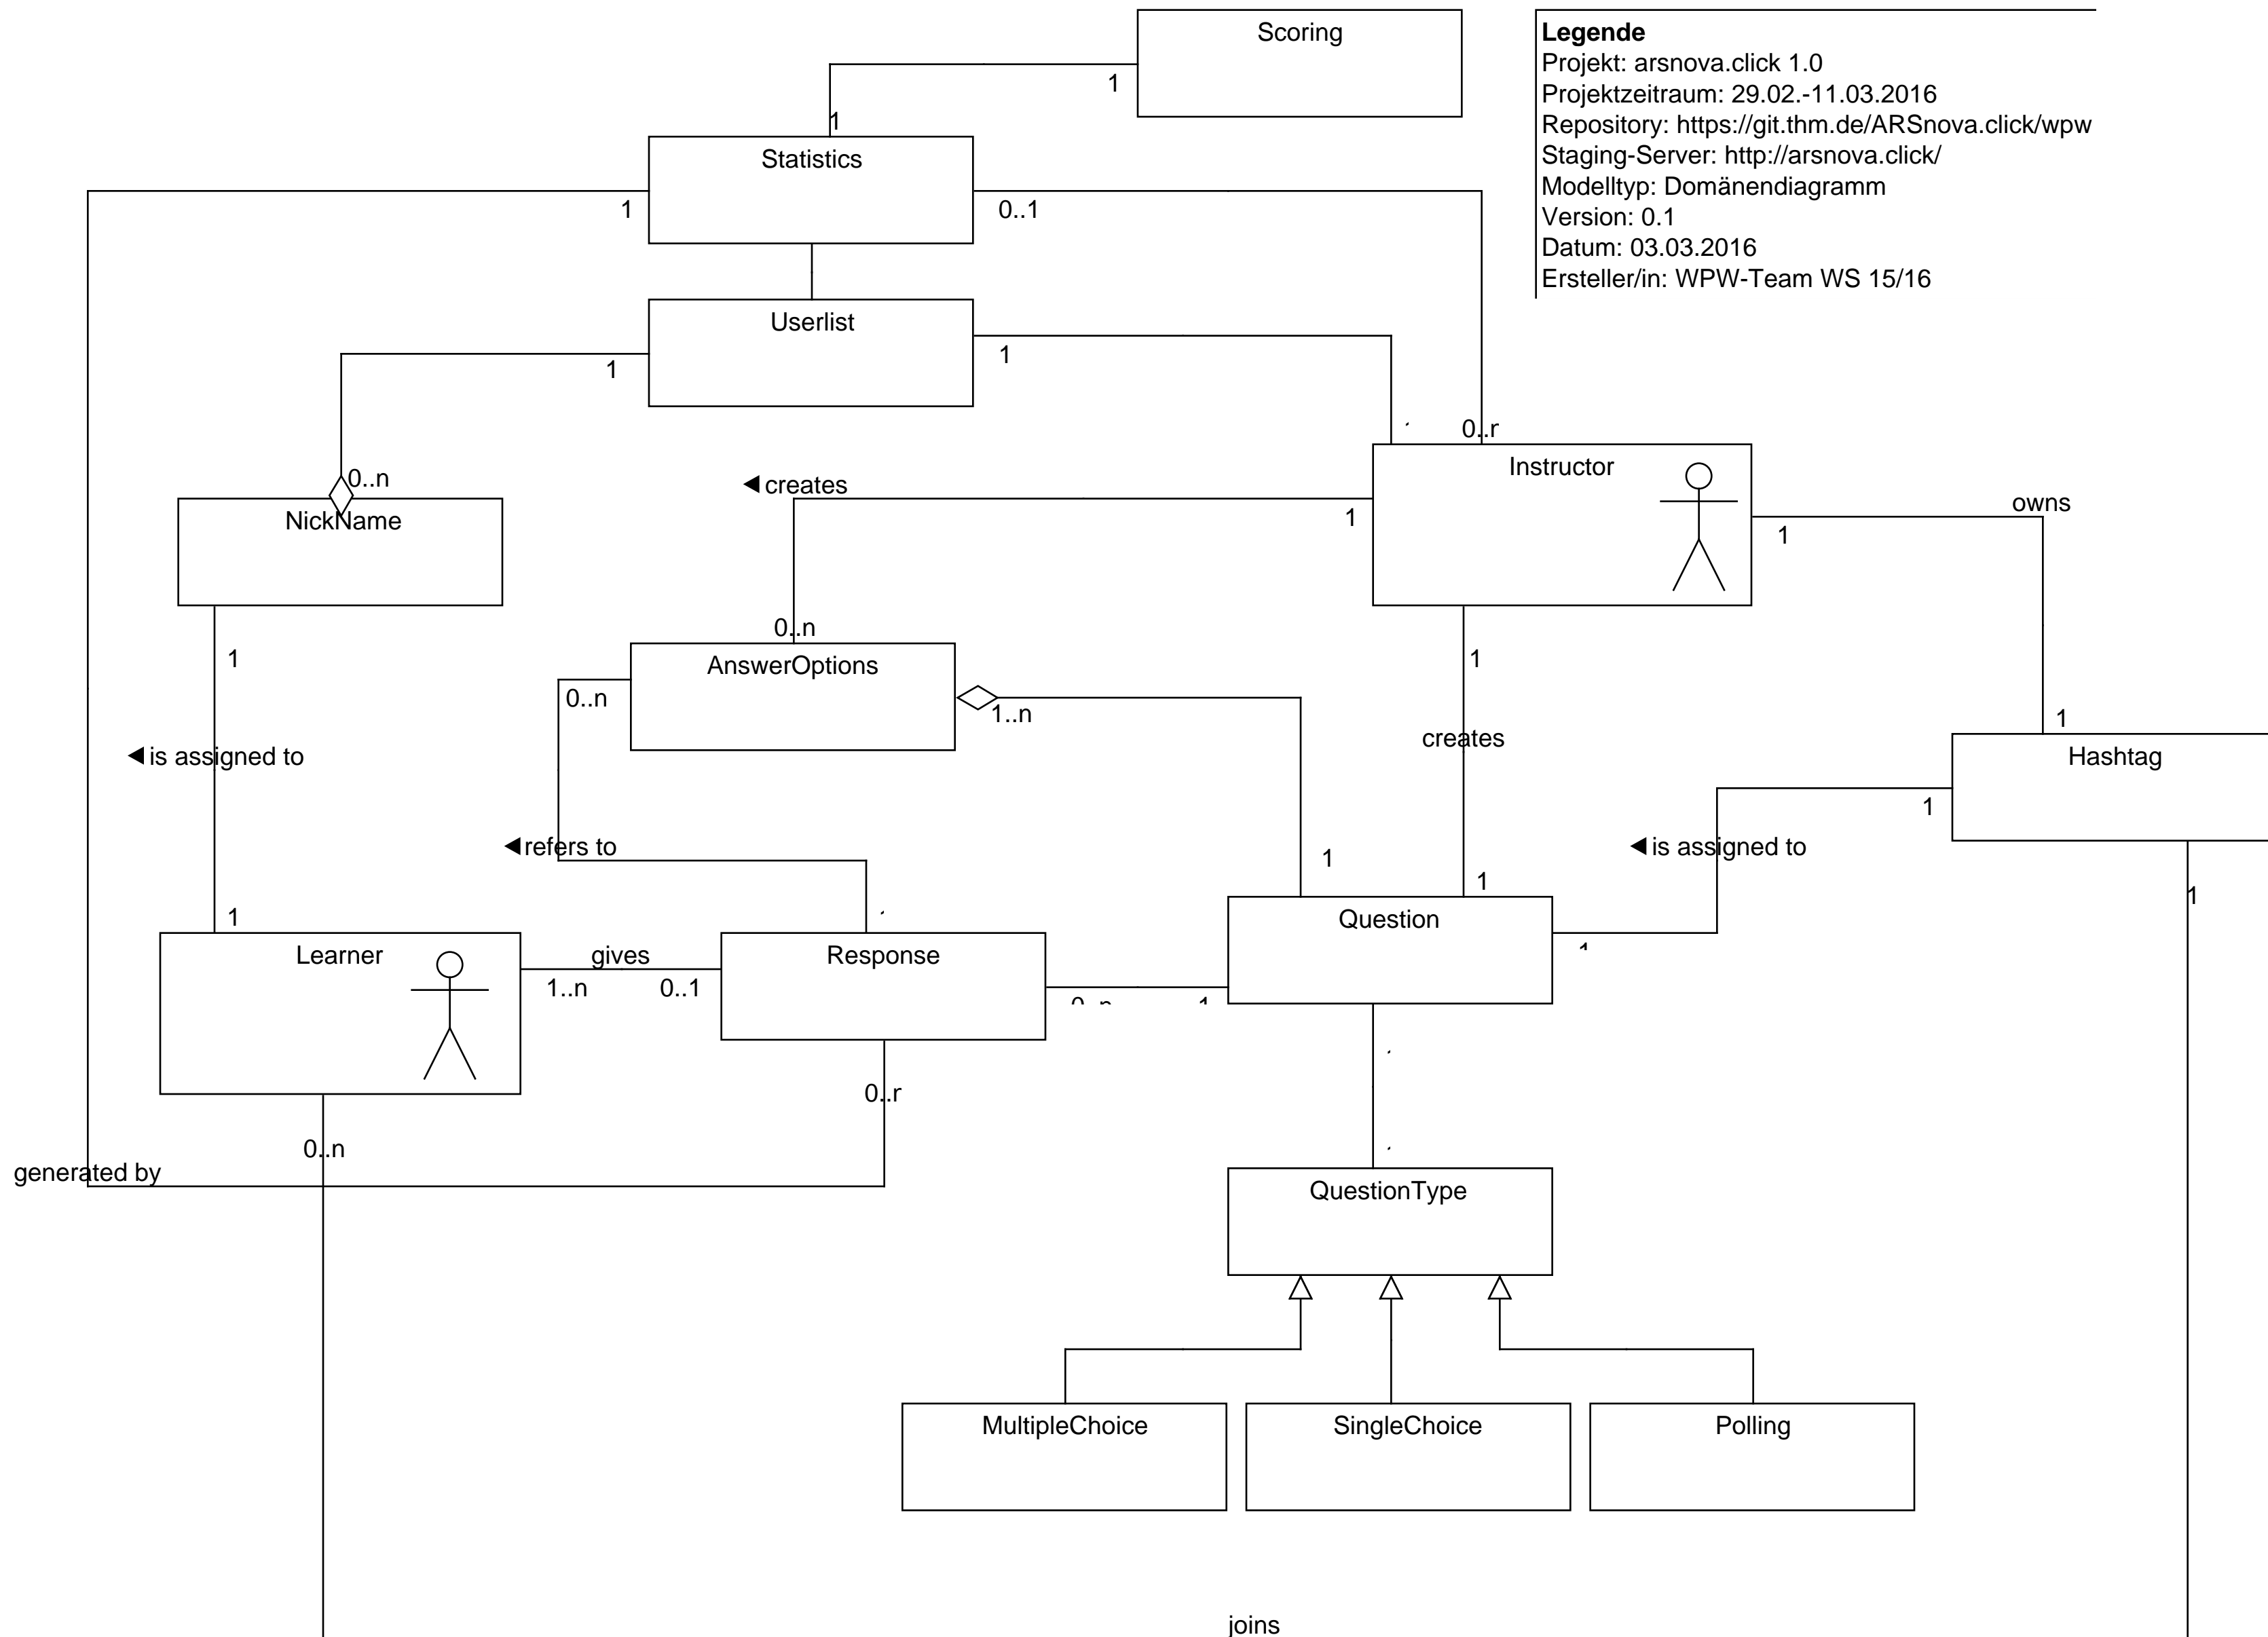 Scoring
Legende
Projekt: arsnova.click 1.0
Projektzeitraum: 29.02.-11.03.2016
Repository: https://git.thm.de/ARSnova.click/wpw
Staging-Server: http://arsnova.click/
Modelltyp: Domänendiagramm
Version: 0.1
Datum: 03.03.2016
Ersteller/in: WPW-Team WS 15/16
1
1
Statistics
1
0..1
Userlist
1
1
0..r
Instructor
0..n
◀ creates
owns
NickName
1
1
0..n
1
AnswerOptions
1
0..n
1..n
1
creates
◀ is assigned to
Hashtag
1
◀ refers to
1
◀ is assigned to
1
1
1
Question
Learner
gives
Response
1
1..n
0..1
0..n
1
0..r
0..n
generated by
QuestionType
MultipleChoice
SingleChoice
Polling
joins